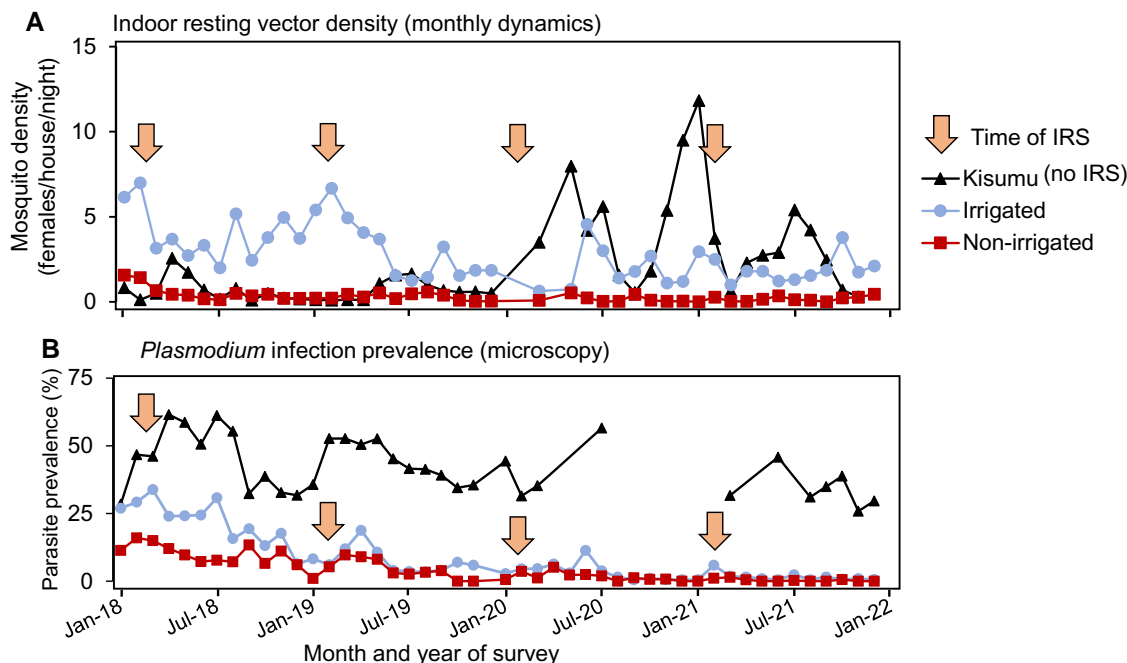 A Indoor resting vector density (monthly dynamics)
Mosquito density
(females/house/night)
15
10
5
0
Time of IRS
Kisumu (no IRS)
Irrigated
Non-irrigated
B Plasmodium infection prevalence (microscopy)
Parasite prevalence (%)
75
50
25
0
Jan-18 Jul-18 Jan-19 Jul-19 Jan-20 Jul-20 Jan-21 Jul-21 Jan-22
Month and year of survey